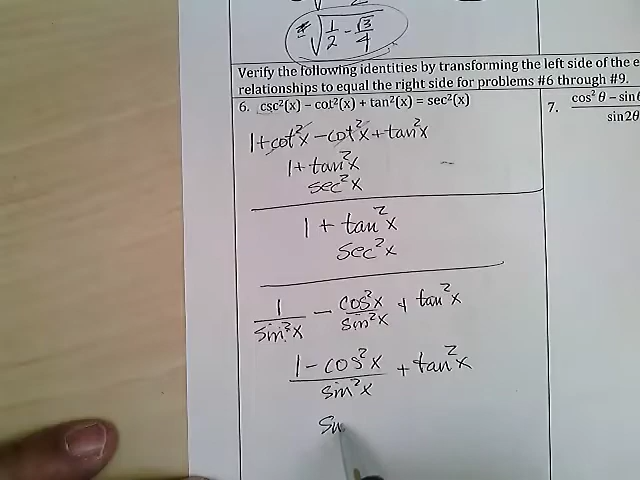 # √ 1/2 - √3/4
Verify the following identities by transforming the left side of the
relationships to equal the right side for problems #6 through #9.
6. csc²(x) – cot²(x) + tan²(x) = sec²(x)
1 + cot²x - cot²x + tan²x
1 + tan²x
sec²x
1 + tan²x
sec²x
1/sin²x - cos²x/sin²x + tan²x
1 - cos²x/sin²x + tan²x
7. cos² θ – sin
sin2θ